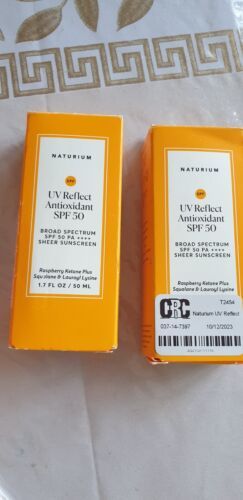 NATURIUM
SPF
UV Reflect
Antioxidant
SPF 50
BROAD SPECTRUM
SPF 50 PA ++++
SHEER SUNSCREEN
Raspberry Ketone Plus
Squalane & Lauroyl Lysine
1.7 FL OZ / 50 ML
NATURIUM
SPF
UV Reflect
Antioxidant
SPF 50
BROAD SPECTRUM
SPF 50 PA ++++
SHEER SUNSCREEN
Raspberry Ketone Plus
Squalane & Lauroyl Lysine
CRC
T2454
Naturium UV Reflect
037-14-7397
10/12/2023